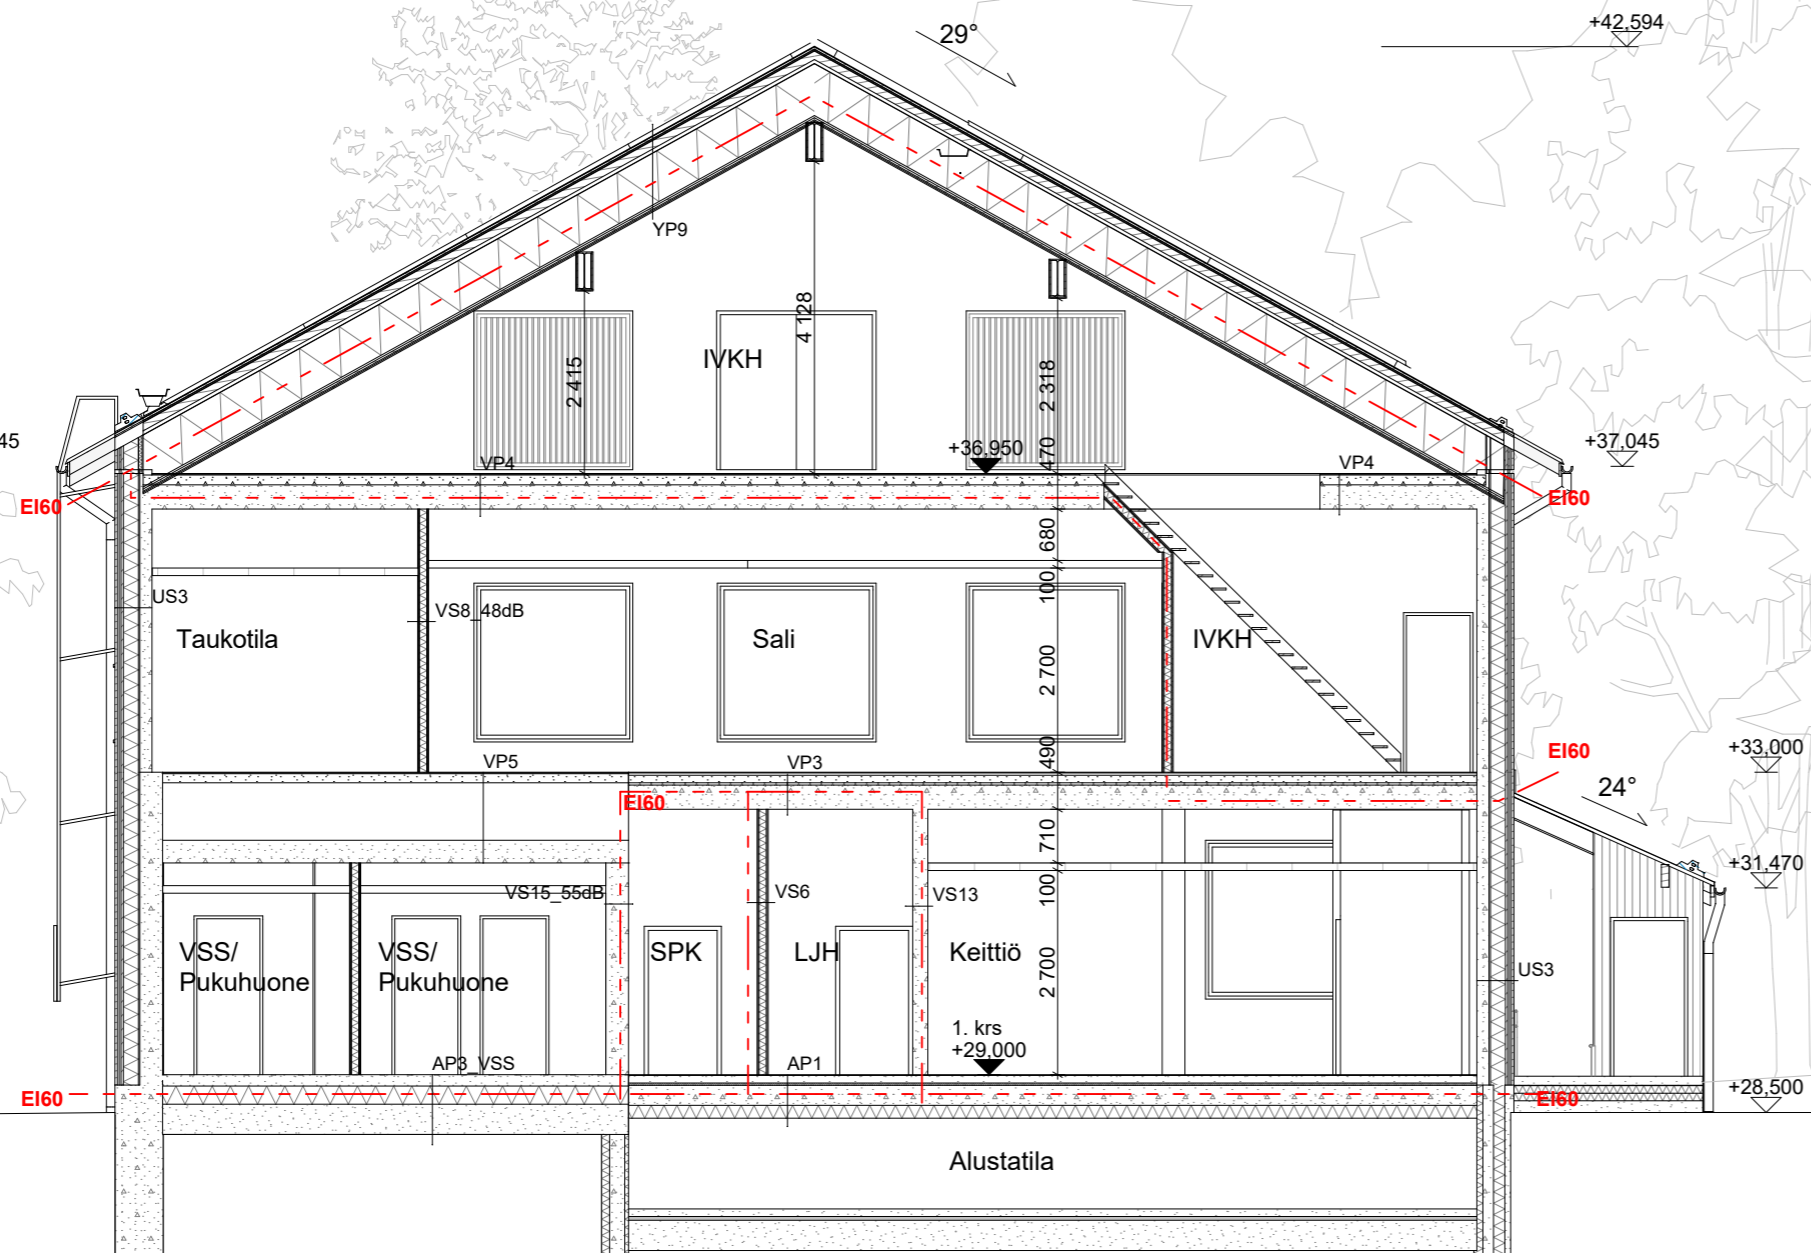 +42,594
29°
YP9
4 128
IVKH
2 415
2 318
45
+37,045
+36,950
470
VP4
VP4
EI60
EI60
680
100
US3
VS8_48dB
Taukotila
Sali
IVKH
2 700
490
VP5
VP3
EI60
+33,000
EI60
24°
710
+31,470
100
VS15_55dB
VS6
VS13
VSS/
Pukuhuone
VSS/
Pukuhuone
SPK
LJH
Keittiö
2 700
US3
1. krs
+29,000
AP3_VSS
AP1
EI60
EI60
+28,500
Alustatila